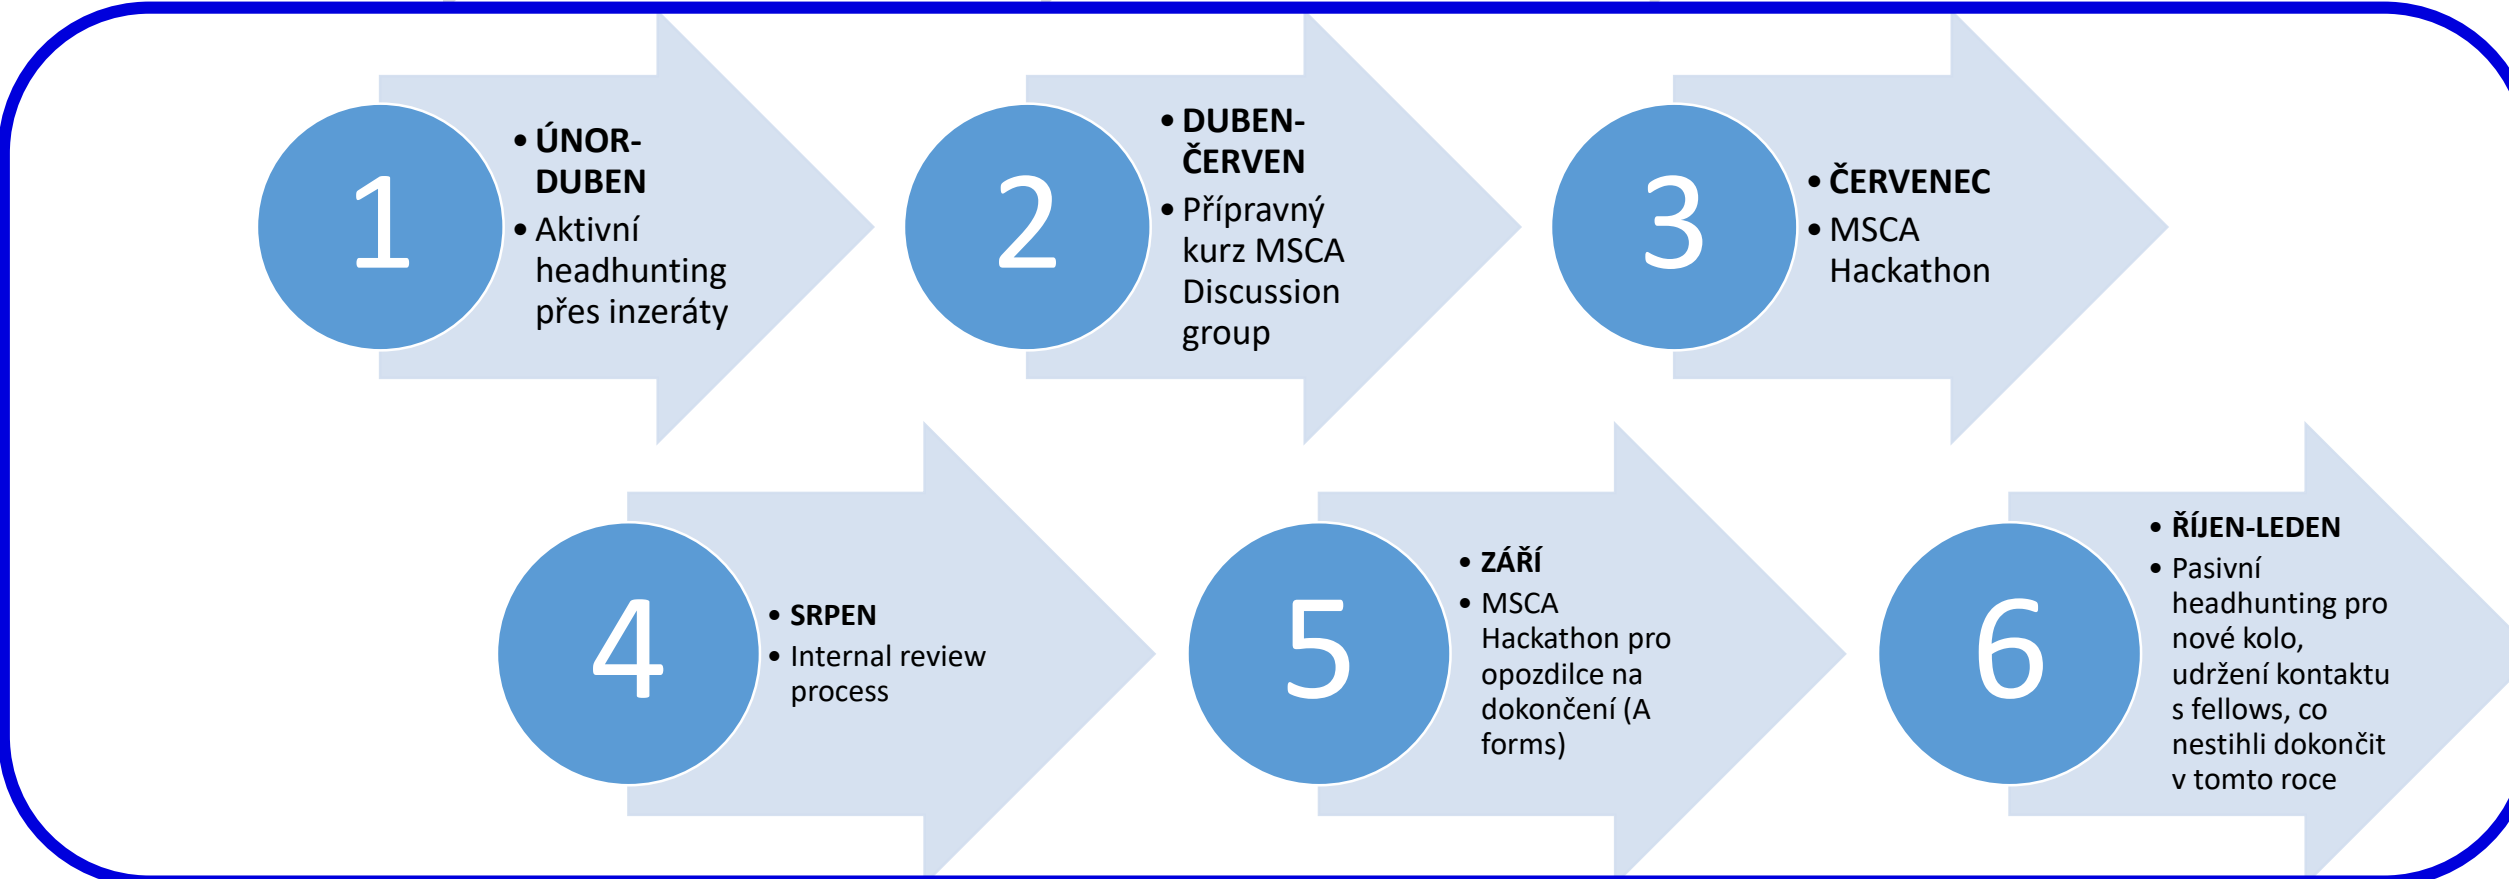 1
• ÚNOR-
DUBEN
• Aktivní
headhunting
přes inzeráty
2
• DUBEN-
ČERVEN
• Přípravný
kurz MSCA
Discussion
group
3
• ČERVENEC
• MSCA
Hackathon
4
• SRPEN
• Internal review
process
5
• ZÁŘÍ
• MSCA
Hackathon pro
opozdilce na
dokončení (A
forms)
6
• ŘÍJEN-LEDEN
• Pasivní
headhunting pro
nové kolo,
udržení kontaktu
s fellows, co
nestihli dokončit
v tomto roce